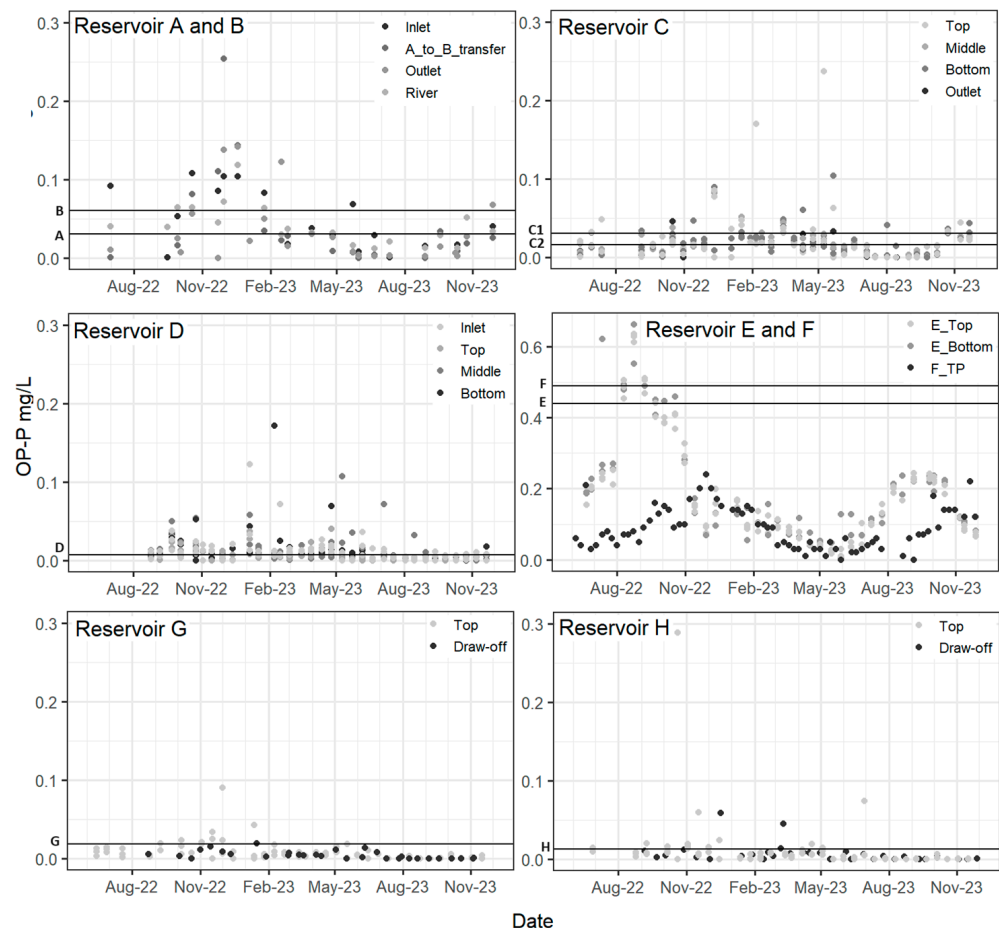 Reservoir A and B
Inlet
A_to_B_transfer
Outlet
River
0.3
0.2
0.1
0.0
B
A
Aug-22 Nov-22 Feb-23 May-23 Aug-23 Nov-23
Reservoir C
Top
Middle
Bottom
Outlet
0.3
0.2
0.1
0.0
C1
C2
Aug-22 Nov-22 Feb-23 May-23 Aug-23 Nov-23
Reservoir D
Inlet
Top
Middle
Bottom
0.3
0.2
0.1
0.0
D
Aug-22 Nov-22 Feb-23 May-23 Aug-23 Nov-23
Reservoir E and F
E_Top
E_Bottom
F_TP
0.6
0.4
0.2
0.0
F
E
Aug-22 Nov-22 Feb-23 May-23 Aug-23 Nov-23
Reservoir G
Top
Draw-off
0.3
0.2
0.1
0.0
G
Aug-22 Nov-22 Feb-23 May-23 Aug-23 Nov-23
Reservoir H
Top
Draw-off
0.3
0.2
0.1
0.0
H
Aug-22 Nov-22 Feb-23 May-23 Aug-23 Nov-23
OP-P mg/L
Date